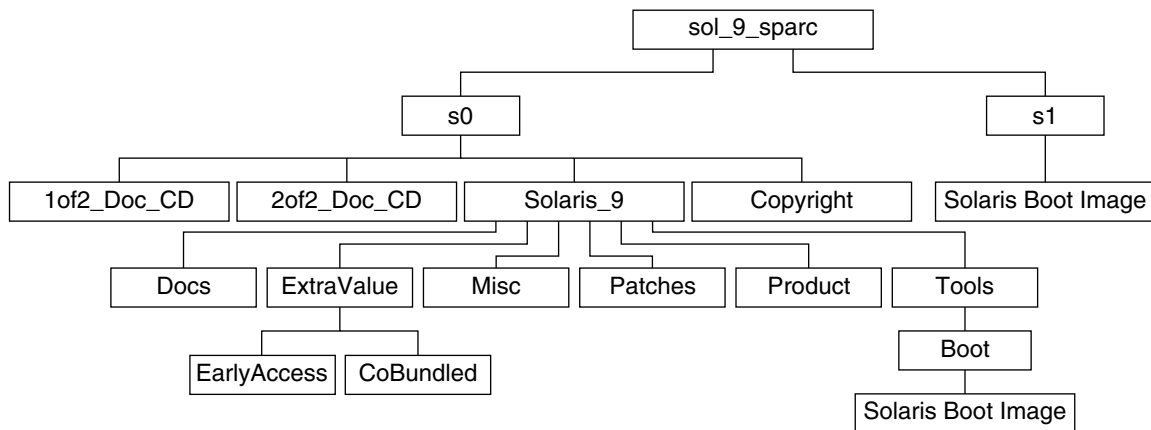 sol_9_sparc
s0
s1
1of2_Doc_CD
2of2_Doc_CD
Solaris_9
Copyright
Solaris Boot Image
Docs
ExtraValue
Misc
Patches
Product
Tools
EarlyAccess
CoBundled
Boot
Solaris Boot Image